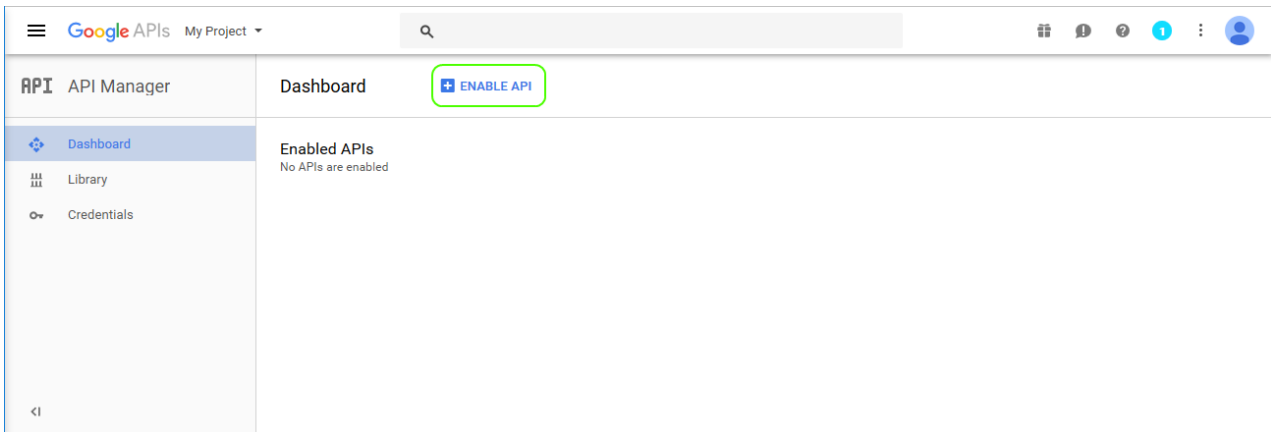 Google APIs My Project
1
API API Manager
Dashboard ENABLE API
Dashboard
Library
Credentials
Enabled APIs
No APIs are enabled